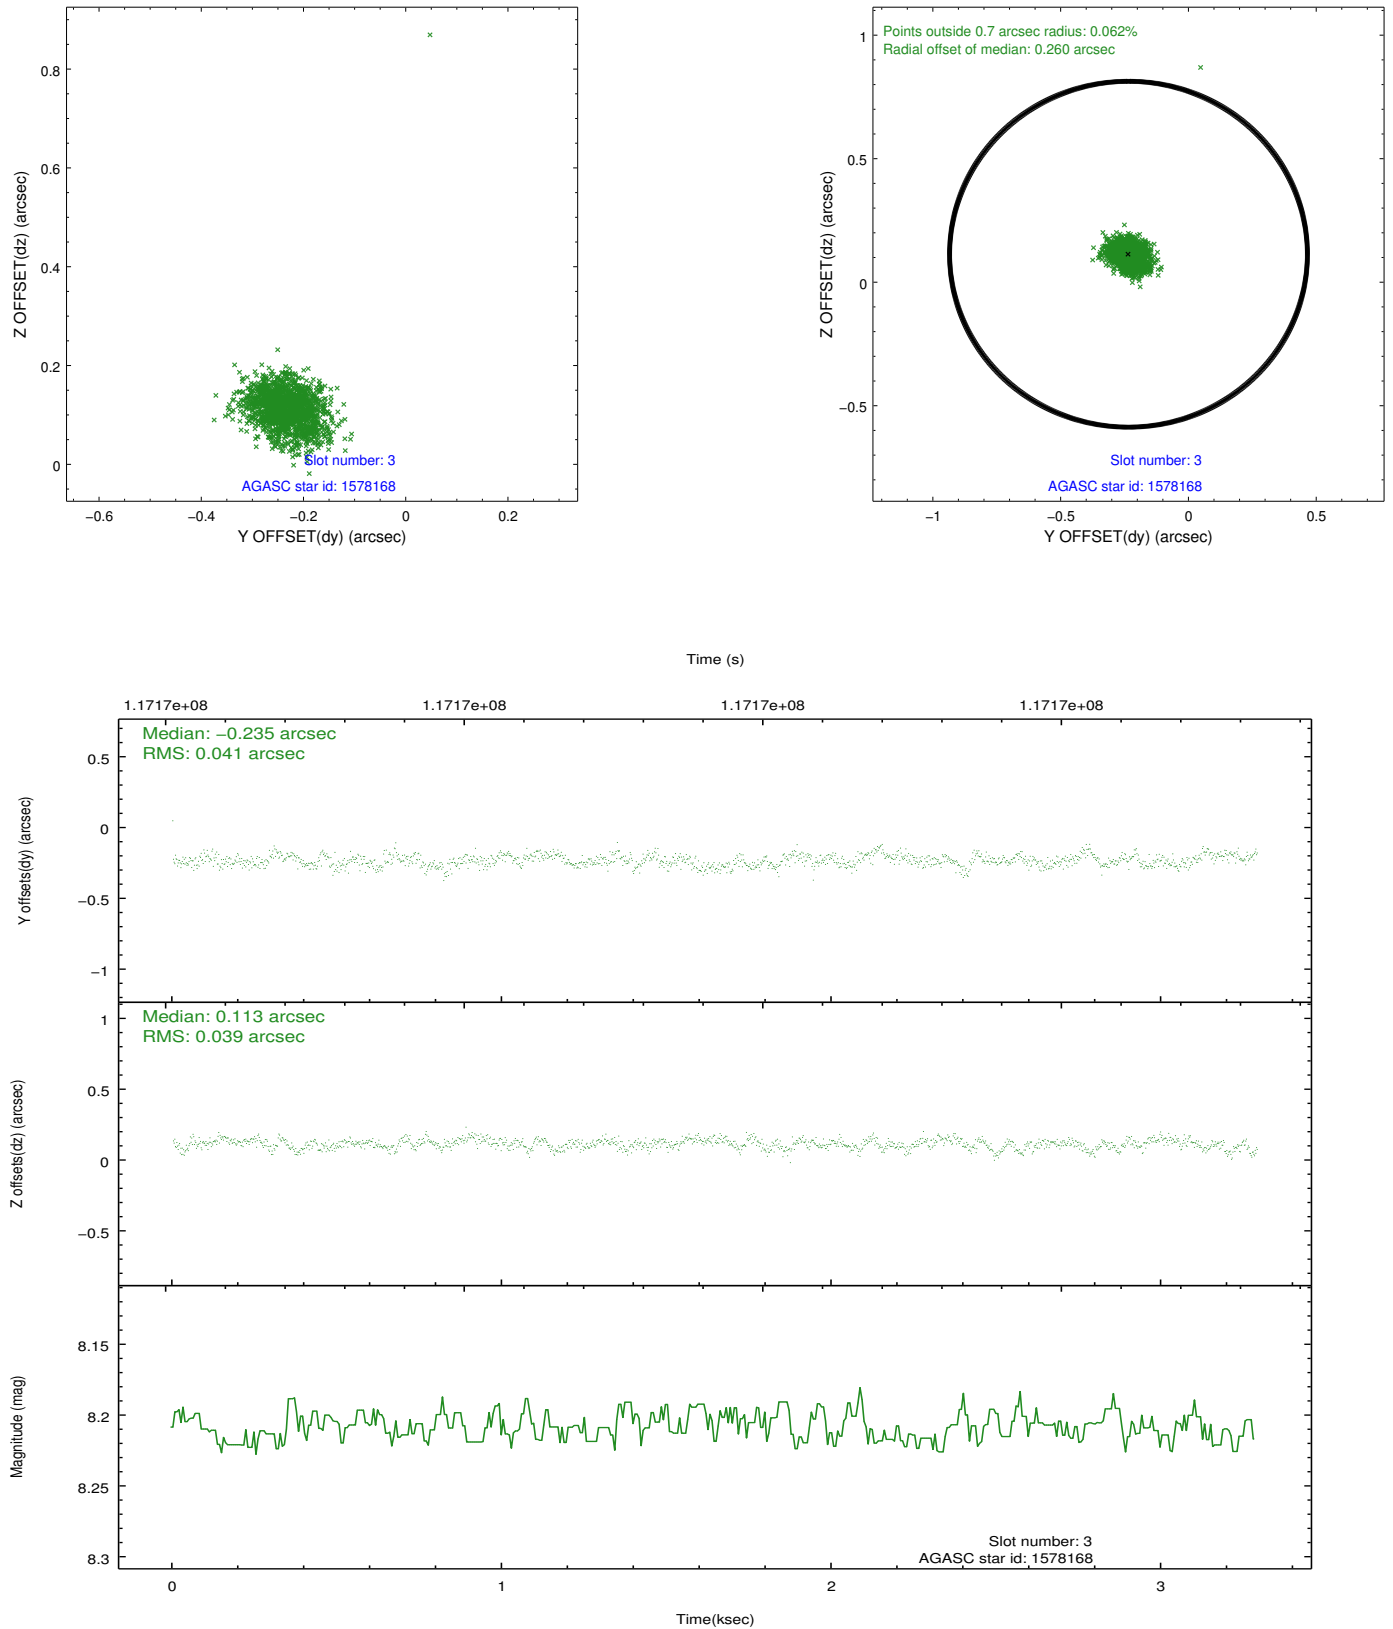 0.8
0.6
0.4
0.2
0
−0.6
−0.4
−0.2
0
0.2
Z OFFSET(dz) (arcsec)
Y OFFSET(dy) (arcsec)
Slot number: 3
AGASC star id: 1578168
Points outside 0.7 arcsec radius: 0.062%
Radial offset of median: 0.260 arcsec
1
0.5
0
−0.5
−1
−0.5
0
0.5
Z OFFSET(dz) (arcsec)
Y OFFSET(dy) (arcsec)
Slot number: 3
AGASC star id: 1578168
Time (s)
1.1717e+08
1.1717e+08
1.1717e+08
1.1717e+08
Median: −0.235 arcsec
RMS: 0.041 arcsec
0.5
0
−0.5
−1
Y offsets(dy) (arcsec)
Median: 0.113 arcsec
RMS: 0.039 arcsec
1
0.5
0
−0.5
Z offsets(dz) (arcsec)
8.15
8.2
8.25
8.3
Magnitude (mag)
Slot number: 3
AGASC star id: 1578168
0
1
2
3
Time(ksec)